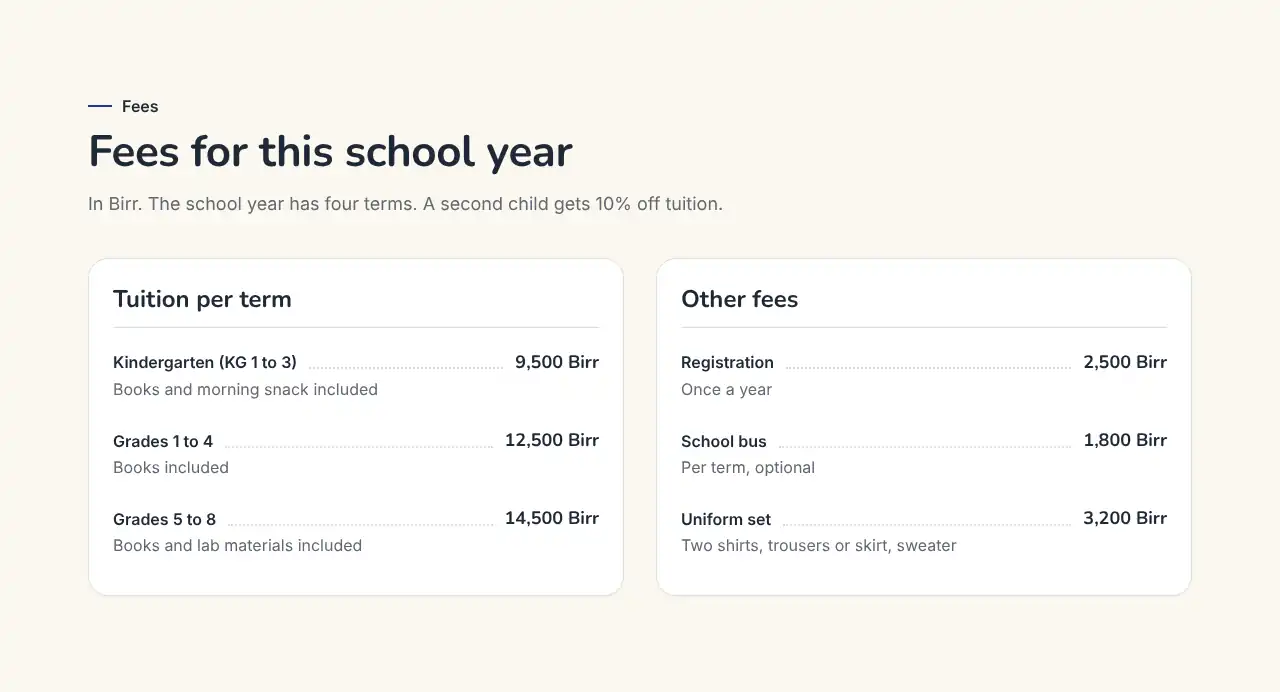 Fees
Fees for this school year
In Birr. The school year has four terms. A second child gets 10% off tuition.
Tuition per term
Kindergarten (KG 1 to 3) 9,500 Birr
Books and morning snack included
Grades 1 to 4 12,500 Birr
Books included
Grades 5 to 8 14,500 Birr
Books and lab materials included
Other fees
Registration 2,500 Birr
Once a year
School bus 1,800 Birr
Per term, optional
Uniform set 3,200 Birr
Two shirts, trousers or skirt, sweater